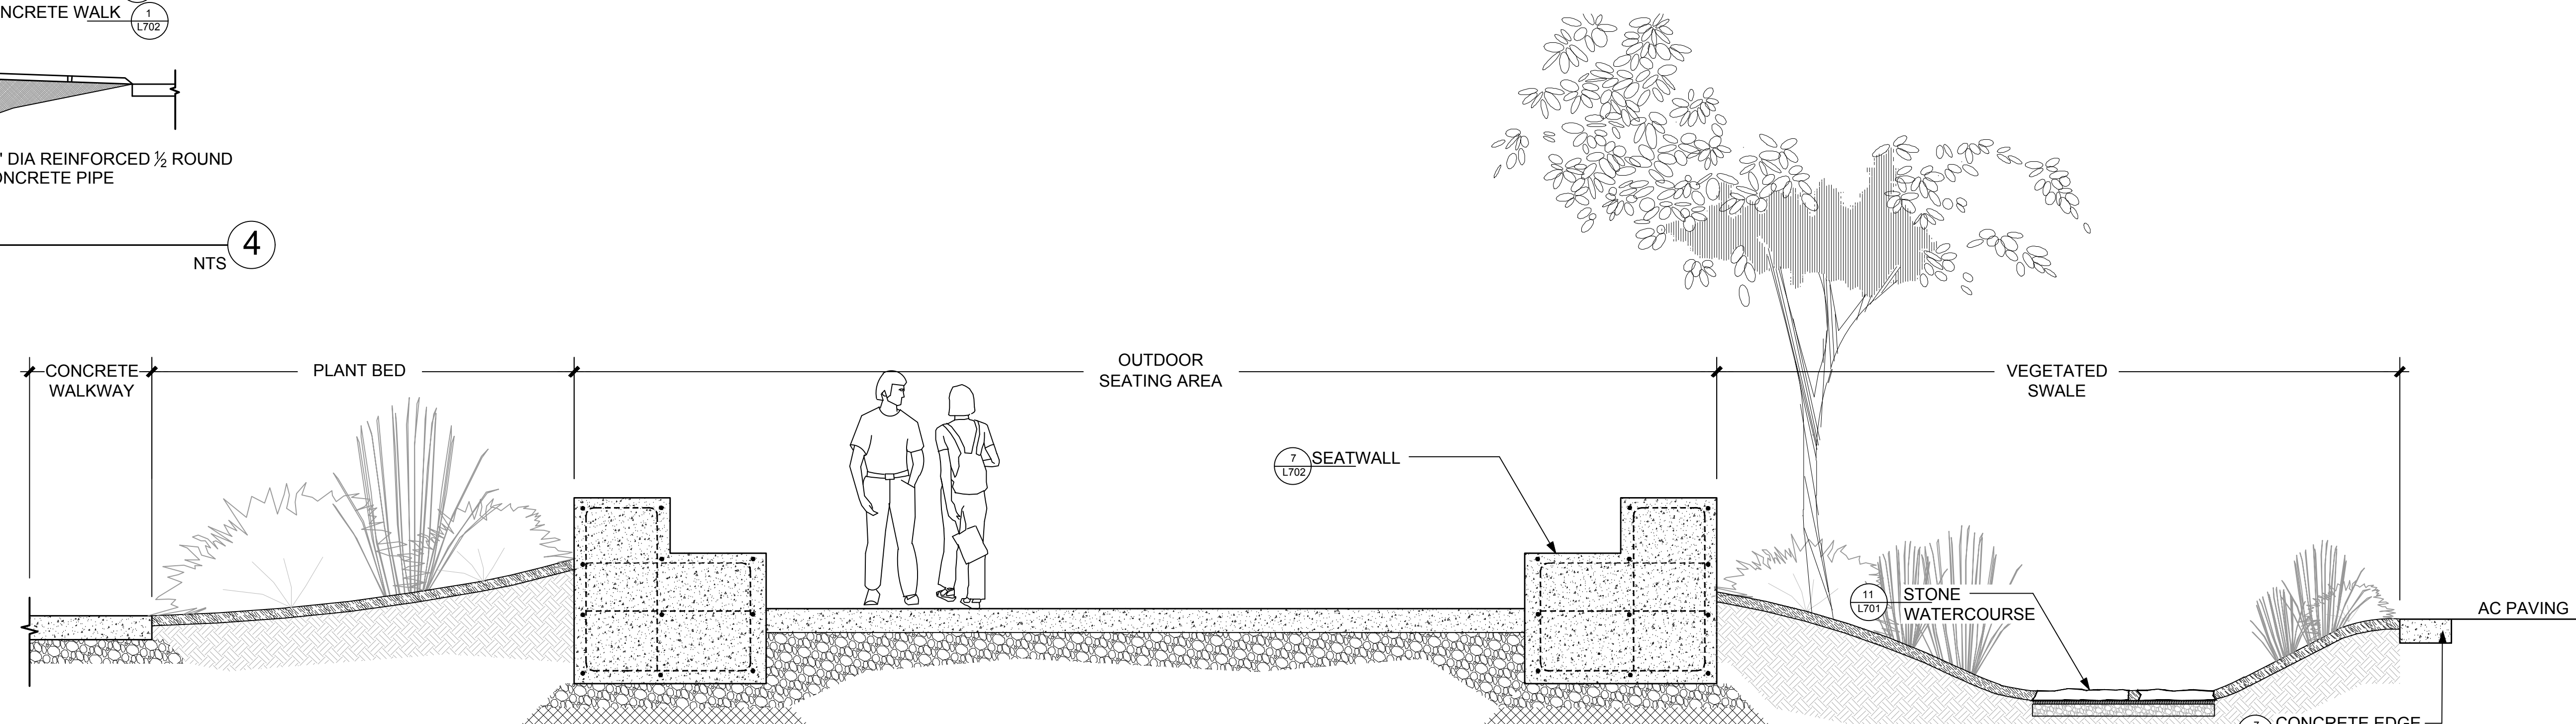 NCRETE WALK 1
L702
" DIA REINFORCED ½ ROUND
ONCRETE PIPE
4
NTS
CONCRETE
WALKWAY
PLANT BED
OUTDOOR
SEATING AREA
VEGETATED
SWALE
7
L702
SEATWALL
11
L701
STONE
WATERCOURSE
AC PAVING
7
CONCRETE EDGE